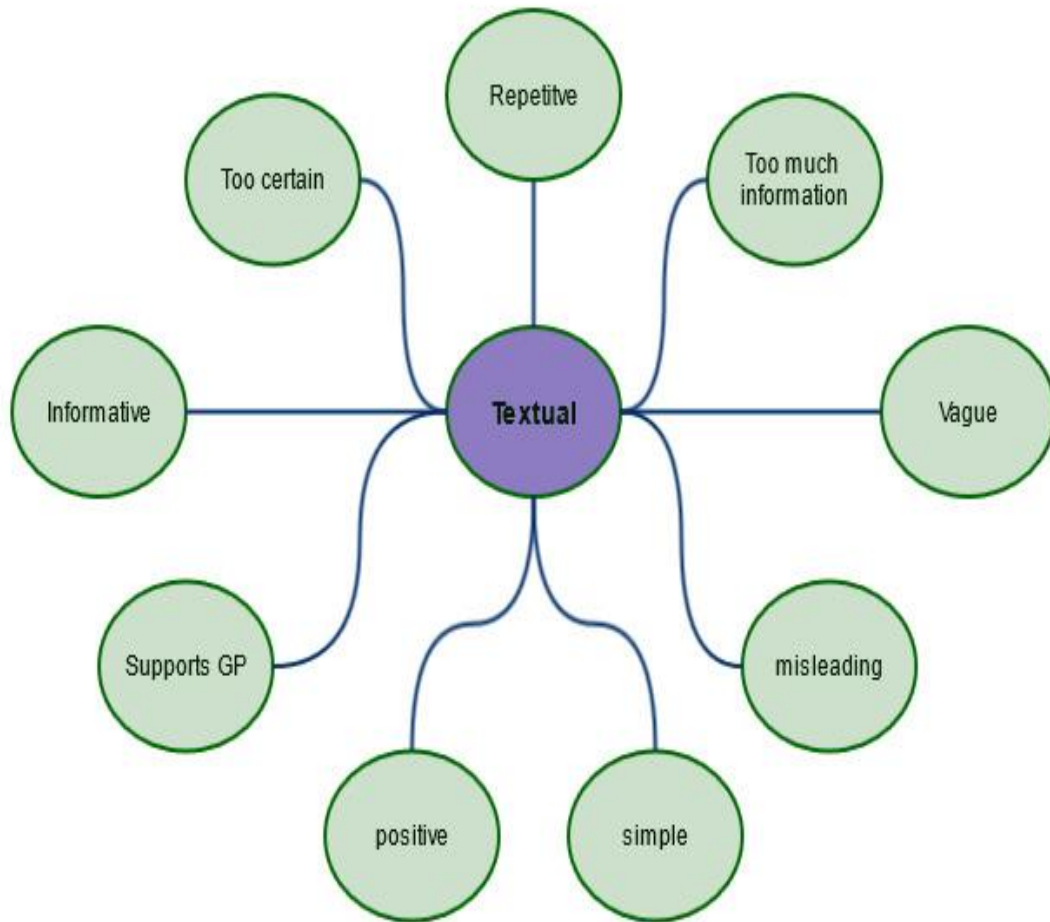 Repetitve
Too certain
Too much
information
Informative
Textual
Vague
Supports GP
misleading
positive
simple